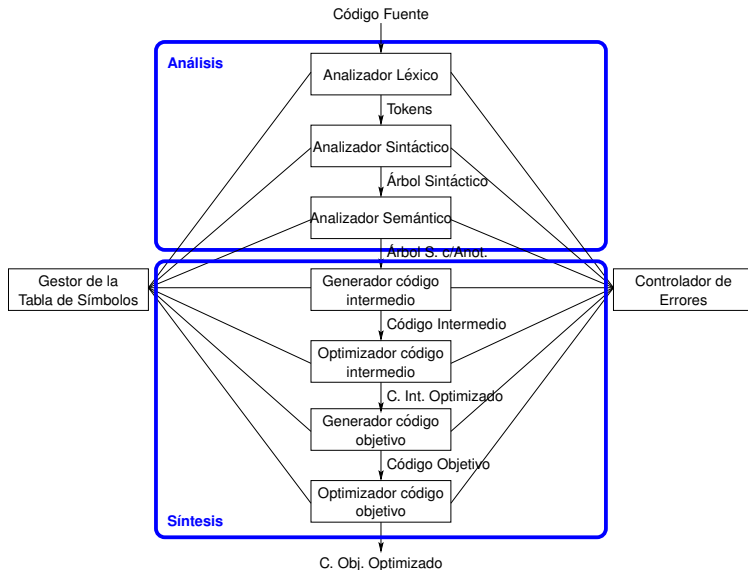 Código Fuente
Análisis
Analizador Léxico
Tokens
Analizador Sintáctico
Árbol Sintáctico
Analizador Semántico
Árbol S. c/Anot.
Gestor de la
Tabla de Símbolos
Generador código
intermedio
Controlador de
Errores
Código Intermedio
Optimizador código
intermedio
C. Int. Optimizado
Generador código
objetivo
Código Objetivo
Optimizador código
objetivo
Síntesis
C. Obj. Optimizado